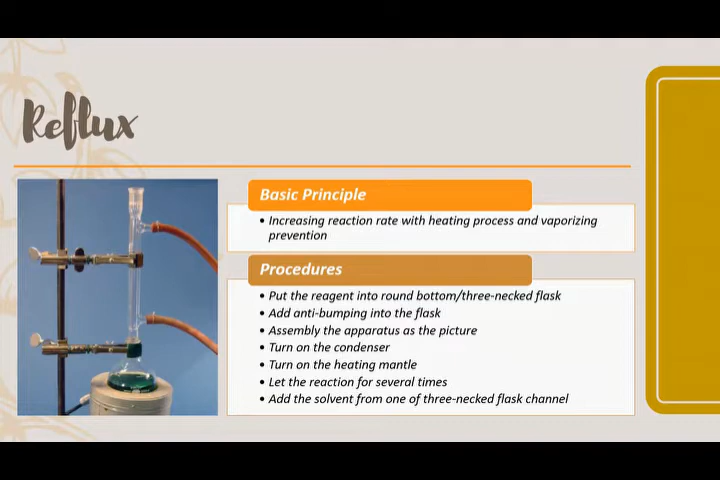 Reflux
Basic Principle
• Increasing reaction rate with heating process and vaporizing
prevention
Procedures
• Put the reagent into round bottom/three-necked flask
• Add anti-bumping into the flask
• Assembly the apparatus as the picture
• Turn on the condenser
• Turn on the heating mantle
• Let the reaction for several times
• Add the solvent from one of three-necked flask channel